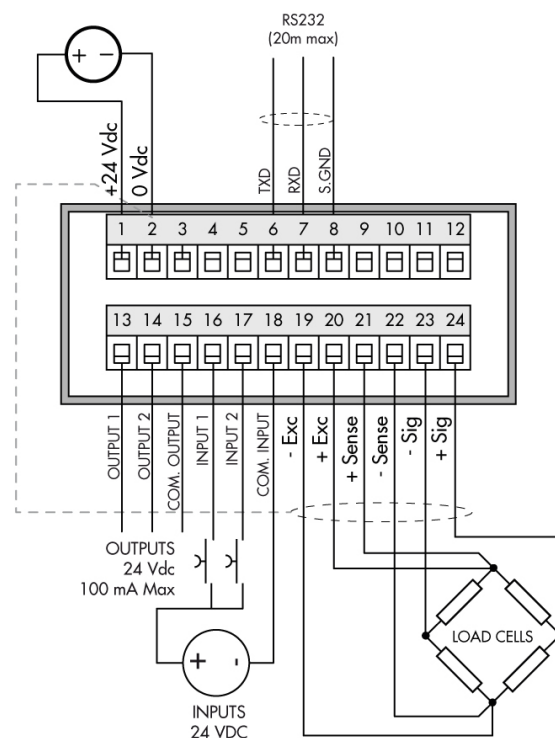 RS232
(20m max)
+ −
+24 Vdc
0 Vdc
TXD
RXD
S.GND
1 2 3 4 5 6 7 8 9 10 11 12
13 14 15 16 17 18 19 20 21 22 23 24
OUTPUT 1
OUTPUT 2
COM. OUTPUT
INPUT 1
INPUT 2
COM. INPUT
- Exc
+ Exc
+ Sense
- Sense
- Sig
+ Sig
OUTPUTS
24 Vdc
100 mA Max
LOAD CELLS
+ -
INPUTS
24 VDC